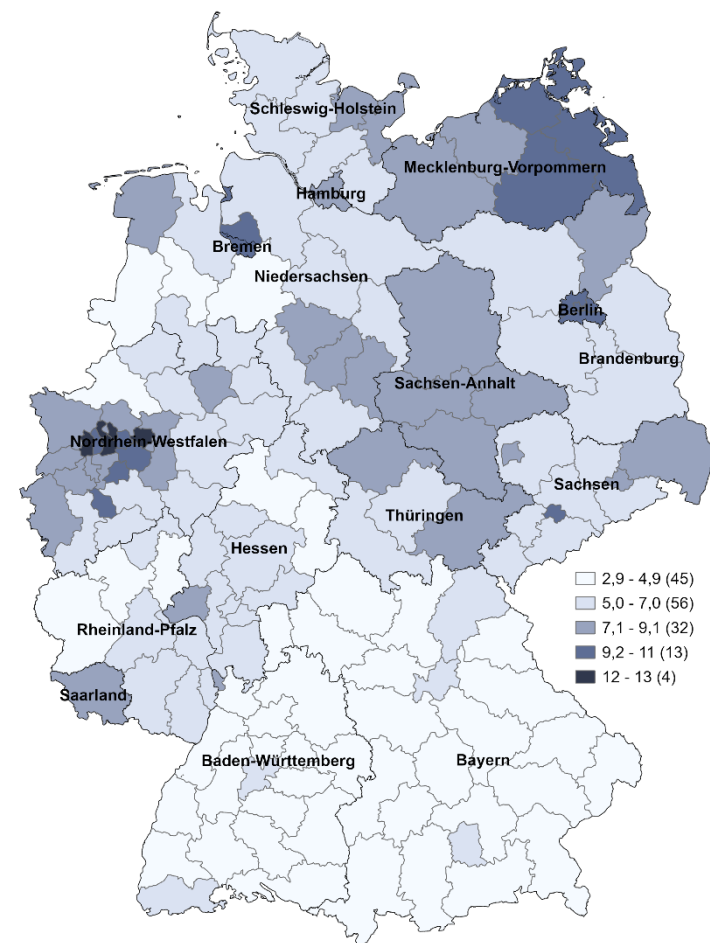 Schleswig-Holstein
Mecklenburg-Vorpommern
Hamburg
Bremen
Niedersachsen
Berlin
Brandenburg
Sachsen-Anhalt
Nordrhein-Westfalen
Sachsen
Thüringen
Hessen
2,9 - 4,9 (45)
5,0 - 7,0 (56)
7,1 - 9,1 (32)
9,2 - 11 (13)
12 - 13 (4)
Rheinland-Pfalz
Saarland
Baden-Württemberg
Bayern